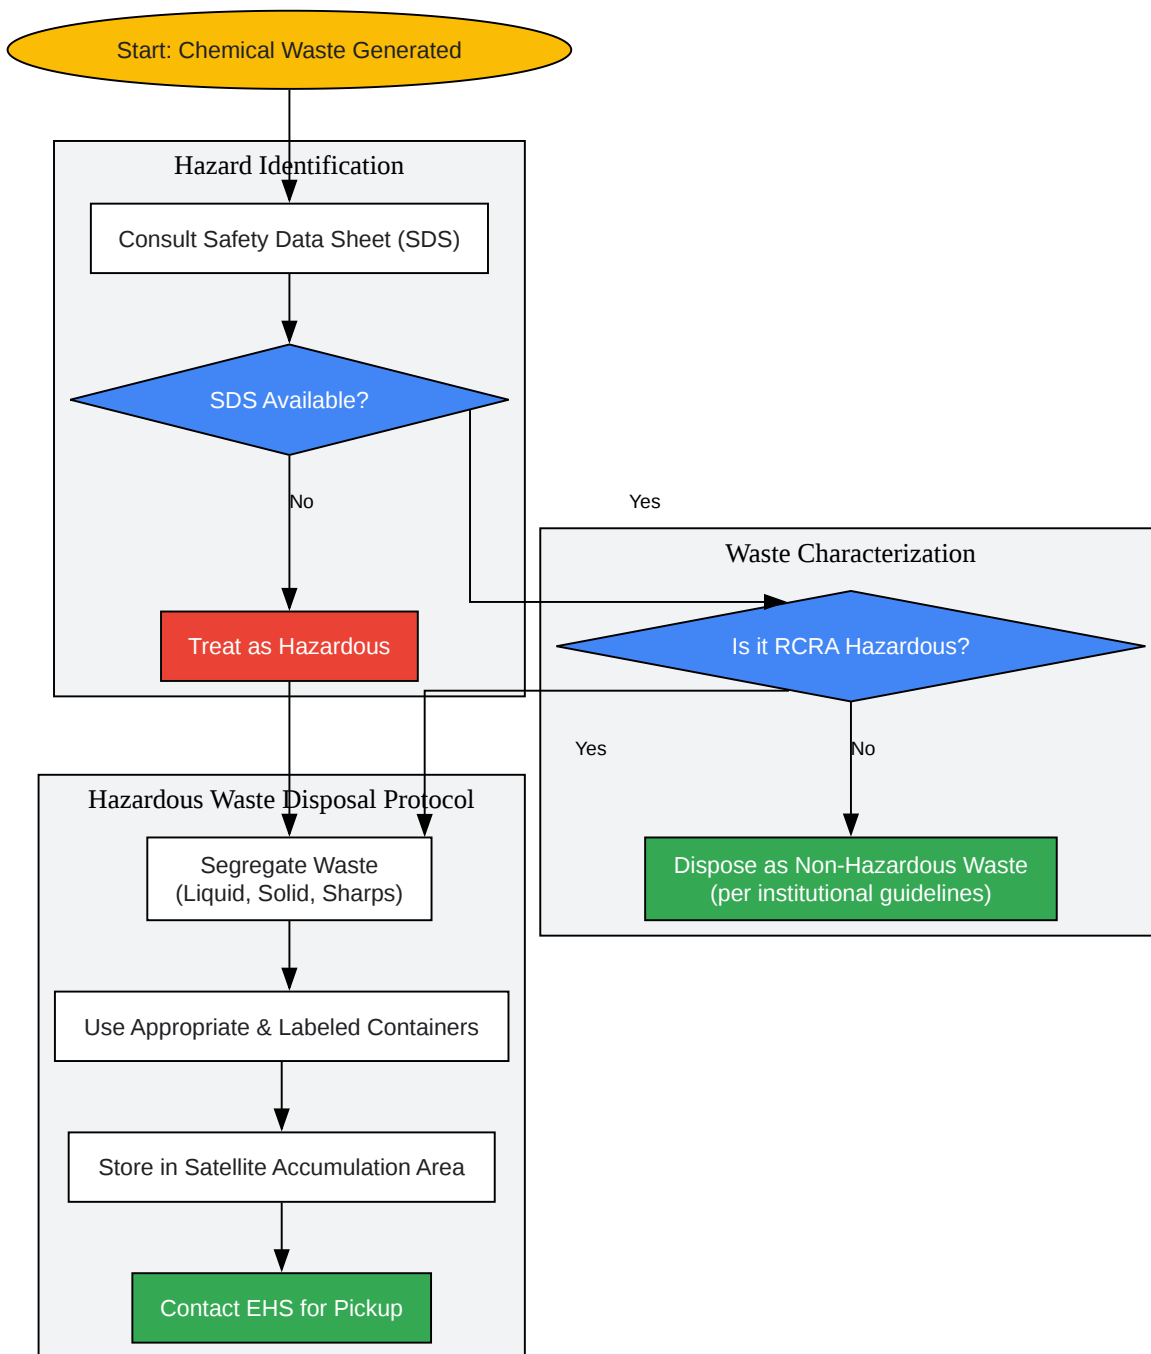 Start: Chemical Waste Generated
Hazard Identification
Consult Safety Data Sheet (SDS)
SDS Available?
No
Yes
Waste Characterization
Treat as Hazardous
Is it RCRA Hazardous?
Yes
No
Hazardous Waste Disposal Protocol
Segregate Waste
(Liquid, Solid, Sharps)
Dispose as Non-Hazardous Waste
(per institutional guidelines)
Use Appropriate & Labeled Containers
Store in Satellite Accumulation Area
Contact EHS for Pickup